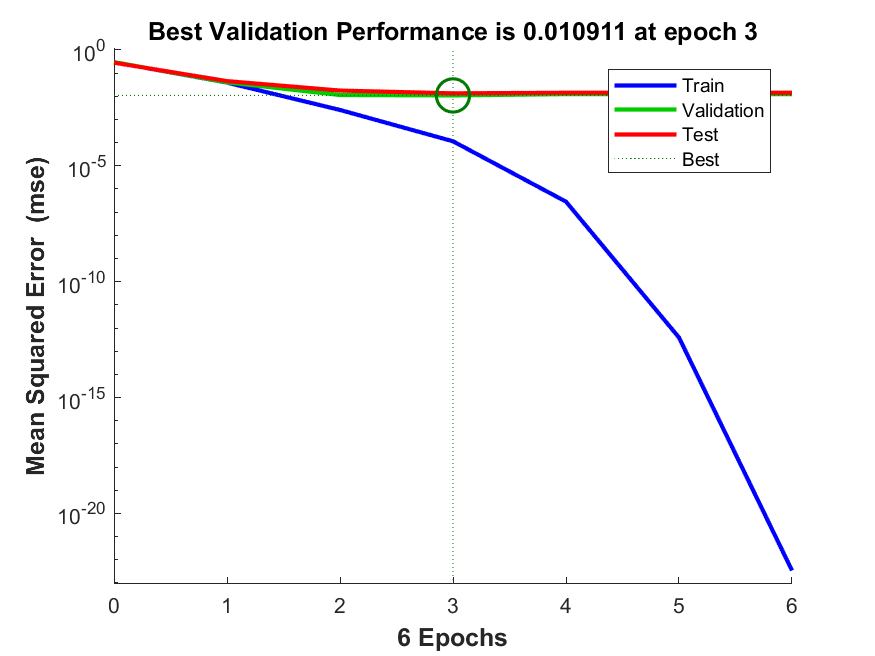 Best Validation Performance is 0.010911 at epoch 3
Mean Squared Error  (mse)
10^0
10^-5
10^-10
10^-15
10^-20
Train
Validation
Test
Best
0 1 2 3 4 5 6
6 Epochs